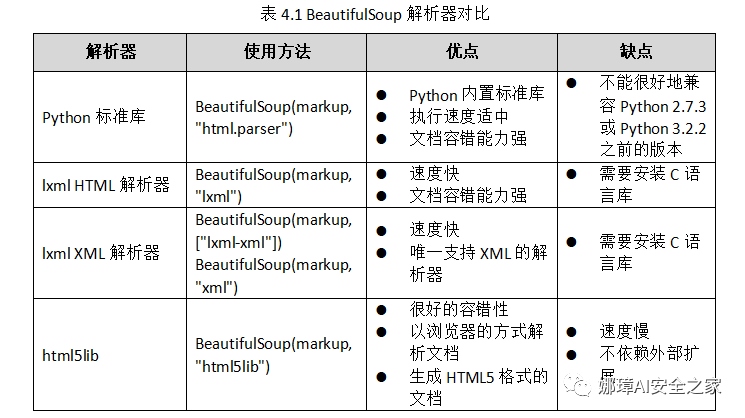 表 4.1 BeautifulSoup 解析器对比
解析器
使用方法
优点
缺点
Python 标准库
BeautifulSoup(markup,
"html.parser")
● Python 内置标准库
● 执行速度适中
● 文档容错能力强
● 不能很好地兼
容 Python 2.7.3
或 Python 3.2.2
之前的版本
lxml HTML 解析器
BeautifulSoup(markup,
"lxml")
● 速度快
● 文档容错能力强
● 需要安装 C 语
言库
lxml XML 解析器
BeautifulSoup(markup,
["lxml-xml"])
BeautifulSoup(markup,
"xml")
● 速度快
● 唯一支持 XML 的解
析器
● 需要安装 C 语
言库
html5lib
BeautifulSoup(markup,
"html5lib")
● 很好的容错性
● 以浏览器的方式解
析文档
● 生成 HTML5 格式的
文档
● 速度慢
● 不依赖外部扩
展
娜璋AI安全之家